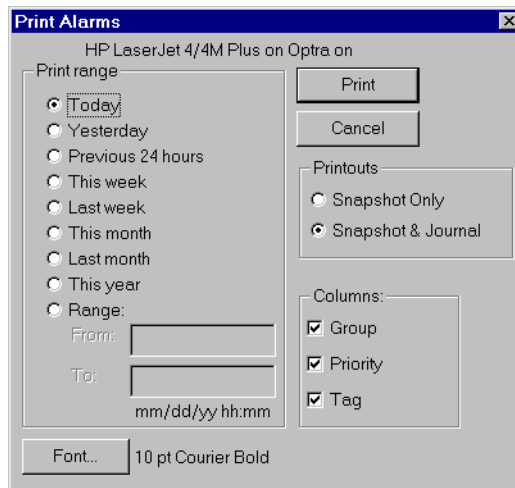 Print Alarms
HP LaserJet 4/4M Plus on Optra on
Print range
Today
Yesterday
Previous 24 hours
This week
Last week
This month
Last month
This year
Range:
From:
To:
mm/dd/yy hh:mm
Print
Cancel
Printouts
Snapshot Only
Snapshot & Journal
Columns:
Group
Priority
Tag
Font...
10 pt Courier Bold